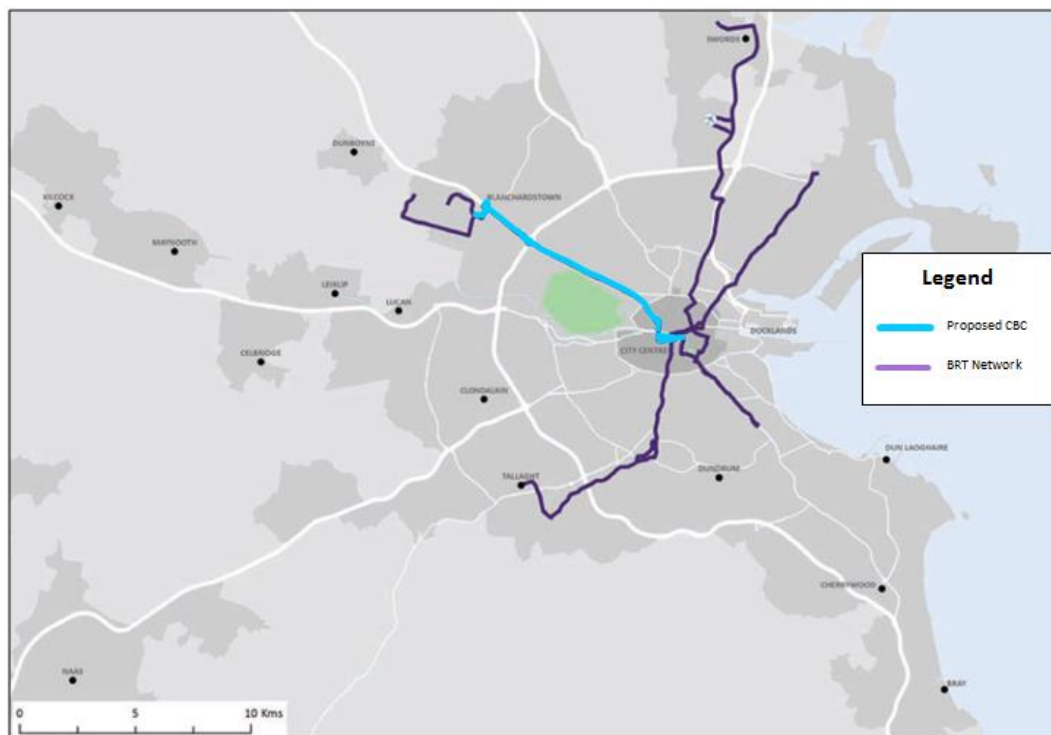 SWORDS
DUNBOYNE
BLANCHARDSTOWN
KILCOCK
MAYNOOTH
LEIXLIP
LUCAN
CELBRIDGE
CITY CENTRE
DOCKLANDS
CLONDALKIN
DUN LAOGHAIRE
TALLAGHT
DUNDRUM
CHERRYWOOD
NAAS
BRAY
Legend
Proposed CBC
BRT Network
0 5 10 Kms